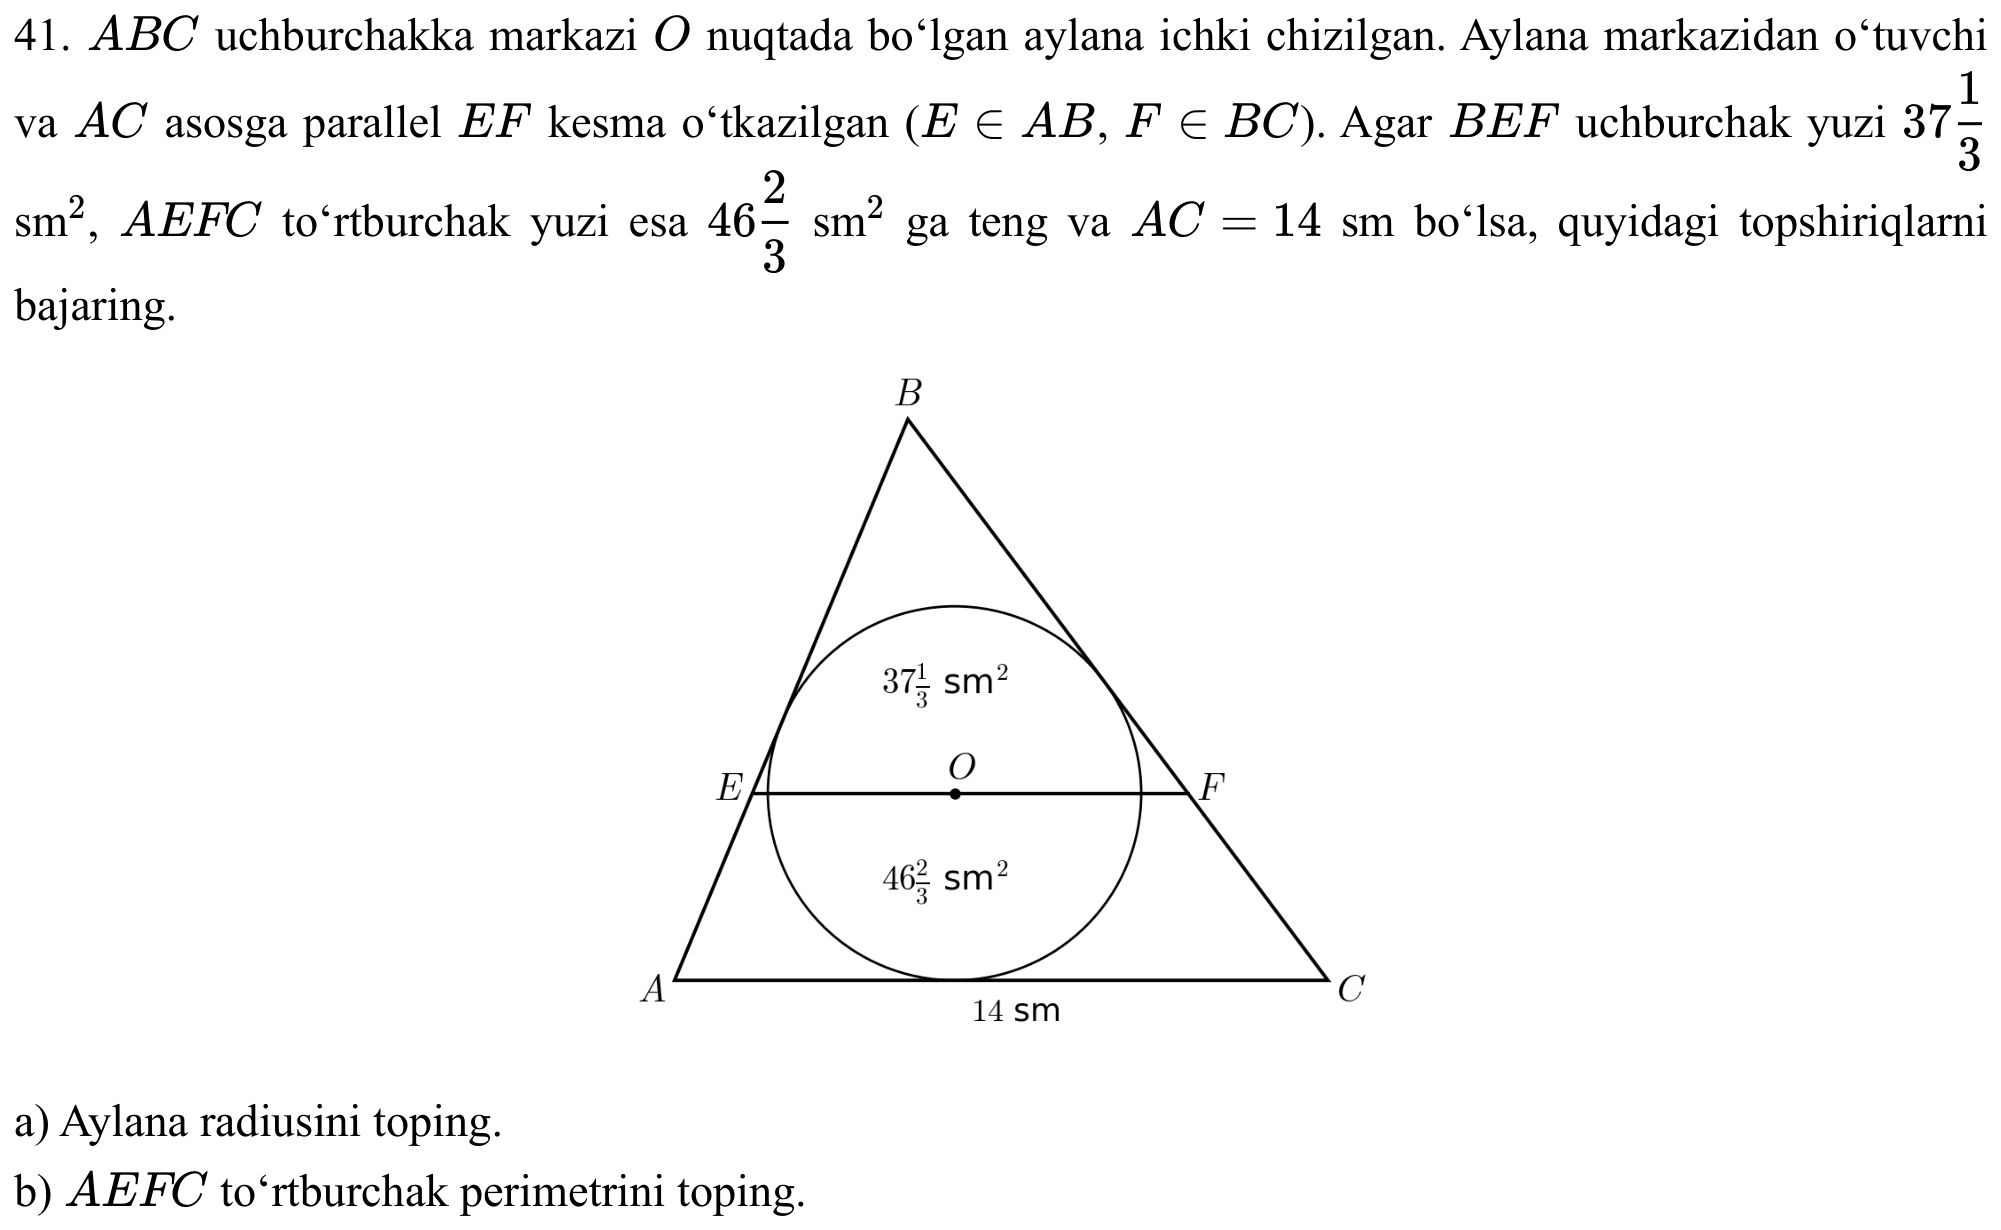 41. ABC uchburchakka markazi O nuqtada bo‘lgan aylana ichki chizilgan. Aylana markazidan o‘tuvchi
va AC asosga parallel EF kesma o‘tkazilgan (E ∈ AB, F ∈ BC). Agar BEF uchburchak yuzi 37 1/3
sm², AEFC to‘rtburchak yuzi esa 46 2/3 sm² ga teng va AC = 14 sm bo‘lsa, quyidagi topshiriqlarni
bajaring.
B
37 1/3 sm²
O
E
F
46 2/3 sm²
A
C
14 sm
a) Aylana radiusini toping.
b) AEFC to‘rtburchak perimetrini toping.